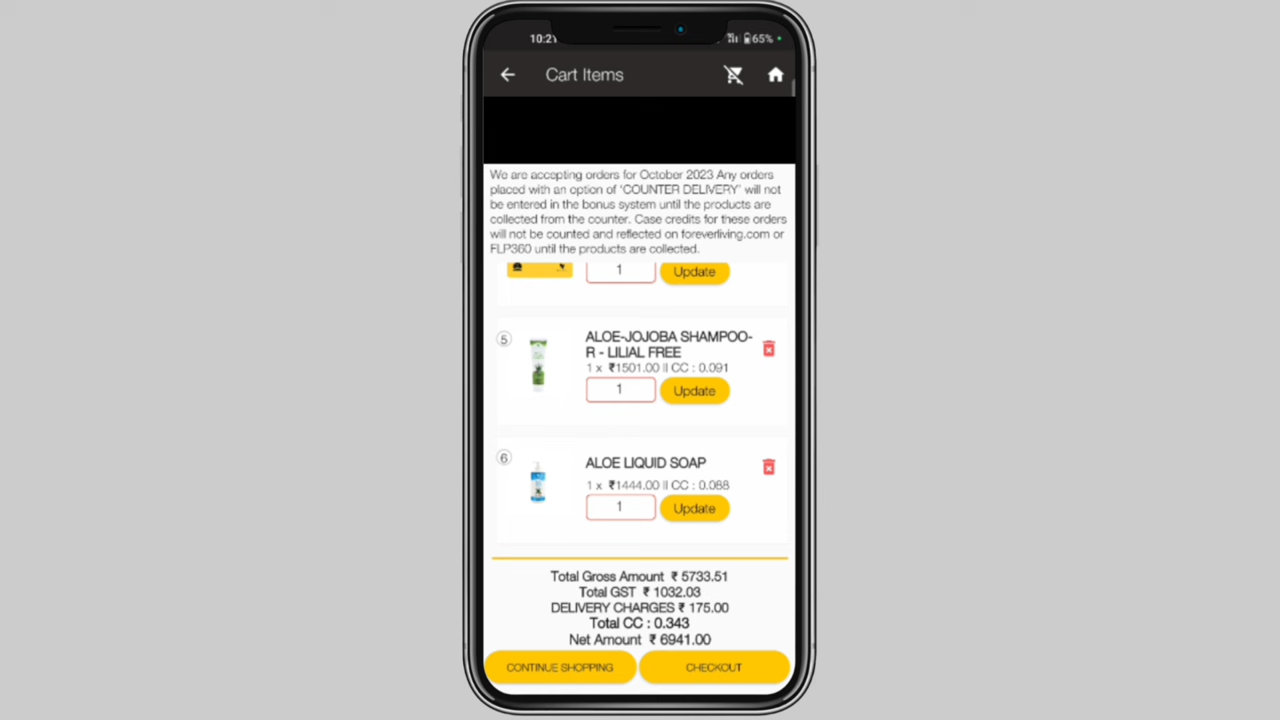 10:21
65%
Cart Items
We are accepting orders for October 2023 Any orders
placed with an option of 'COUNTER DELIVERY' will not
be entered in the bonus system until the products are
collected from the counter. Case credits for these orders
will not be counted and reflected on foreverliving.com or
FLP360 until the products are collected.
1
Update
5
ALOE-JOJOBA SHAMPOO-
R - LILIAL FREE
1 x ₹1501.00 || CC : 0.091
1
Update
6
ALOE LIQUID SOAP
1 x ₹1444.00 || CC : 0.088
1
Update
Total Gross Amount ₹ 5733.51
Total GST ₹ 1032.03
DELIVERY CHARGES ₹ 175.00
Total CC : 0.343
Net Amount ₹ 6941.00
CONTINUE SHOPPING
CHECKOUT